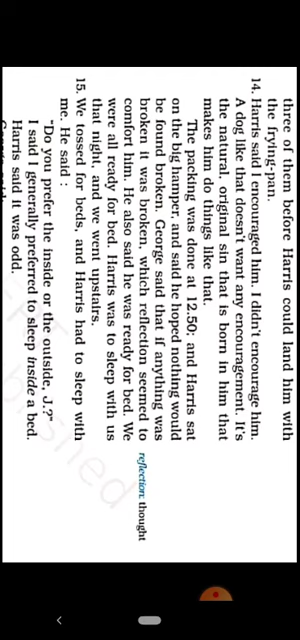 three of them before Harris could land him with
the frying-pan.
14. Harris said I encouraged him. I didn't encourage him.
A dog like that doesn't want any encouragement. It's
the natural, original sin that is born in him that
makes him do things like that.
The packing was done at 12.50; and Harris sat
on the big hamper, and said he hoped nothing would
be found broken. George said that if anything was
broken it was broken, which reflection seemed to
comfort him. He also said he was ready for bed. We
were all ready for bed. Harris was to sleep with us
that night, and we went upstairs.
reflection: thought
15. We tossed for beds, and Harris had to sleep with
me. He said :
"Do you prefer the inside or the outside, J.?"
I said I generally preferred to sleep inside a bed.
Harris said it was odd.